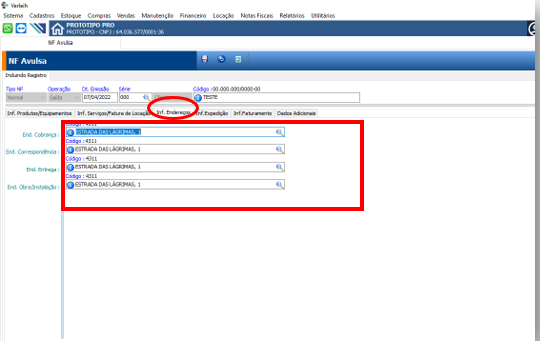 Sistema Cadastros Estoque Compras Vendas Manutenção Financeiro Locação Notas Fiscais Relatórios Utilitários
PROTOTIPO PRO
PROTOTIPO - CNPJ : 64.036.577/0001-36
NF Avulsa
NF Avulsa
Incluindo Registro
Tipo NF Operação Dt. Emissão Série Código :00.000.000/0000-00
Normal Saída 07/04/2022 000 TESTE
Inf. Produtos/Equipamentos Inf. Serviços/Fatura de Locação Inf. Endereços Inf.Expedição Inf.Faturamento Dados Adicionais
Código : 4311
End. Cobrança : ESTRADA DAS LÁGRIMAS, 1
Código : 4311
End. Correspondência : ESTRADA DAS LÁGRIMAS, 1
Código : 4311
End. Entrega : ESTRADA DAS LÁGRIMAS, 1
Código : 4311
End. Obra/Instalação : ESTRADA DAS LÁGRIMAS, 1